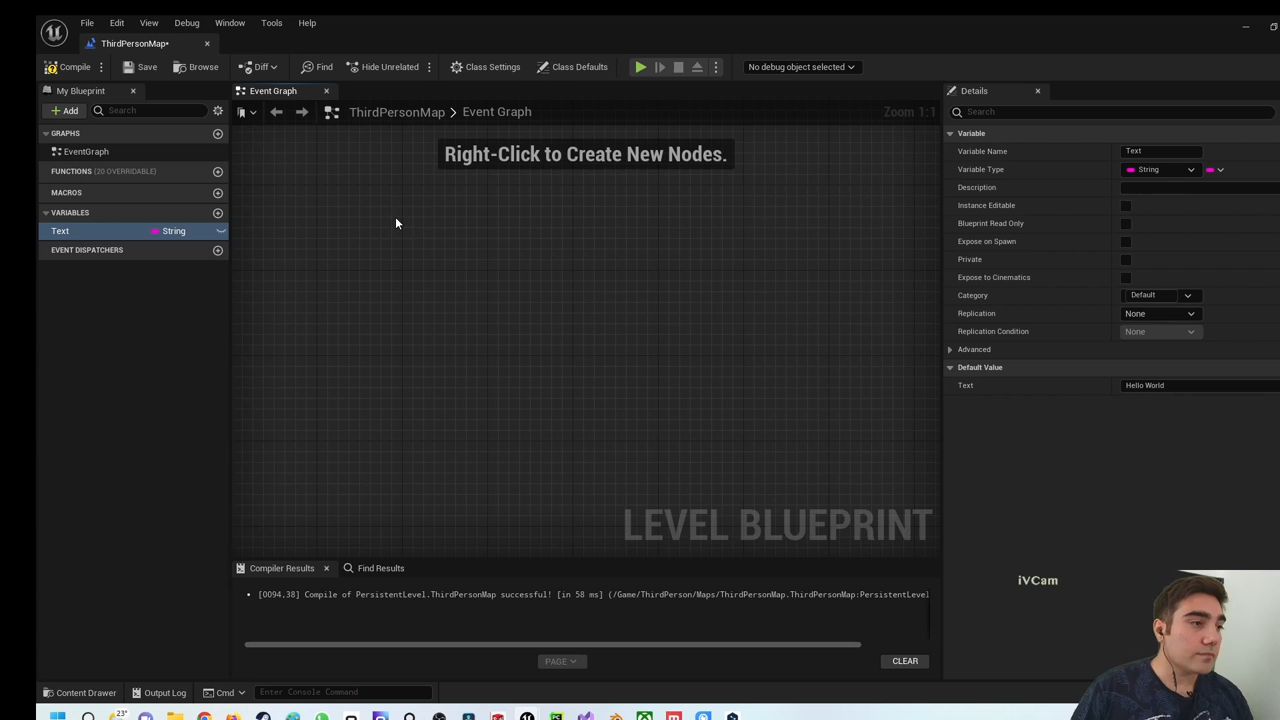 File Edit View Debug Window Tools Help
ThirdPersonMap•
Compile Save Browse Diff Find Hide Unrelated Class Settings Class Defaults No debug object selected
My Blueprint
Event Graph
Details
Add Search
ThirdPersonMap > Event Graph
Zoom 1:1
Search
GRAPHS
EventGraph
FUNCTIONS (20 OVERRIDABLE)
MACROS
VARIABLES
Text String
EVENT DISPATCHERS
Right-Click to Create New Nodes.
LEVEL BLUEPRINT
Variable
Variable Name Text
Variable Type String
Description
Instance Editable
Blueprint Read Only
Expose on Spawn
Private
Expose to Cinematics
Category Default
Replication None
Replication Condition None
Advanced
Default Value
Text Hello World
Compiler Results Find Results
[0094,38] Compile of PersistentLevel.ThirdPersonMap successful! [in 58 ms] (/Game/ThirdPerson/Maps/ThirdPersonMap.ThirdPersonMap:PersistentLevel
PAGE
CLEAR
iVCam
Content Drawer Output Log Cmd Enter Console Command
23°